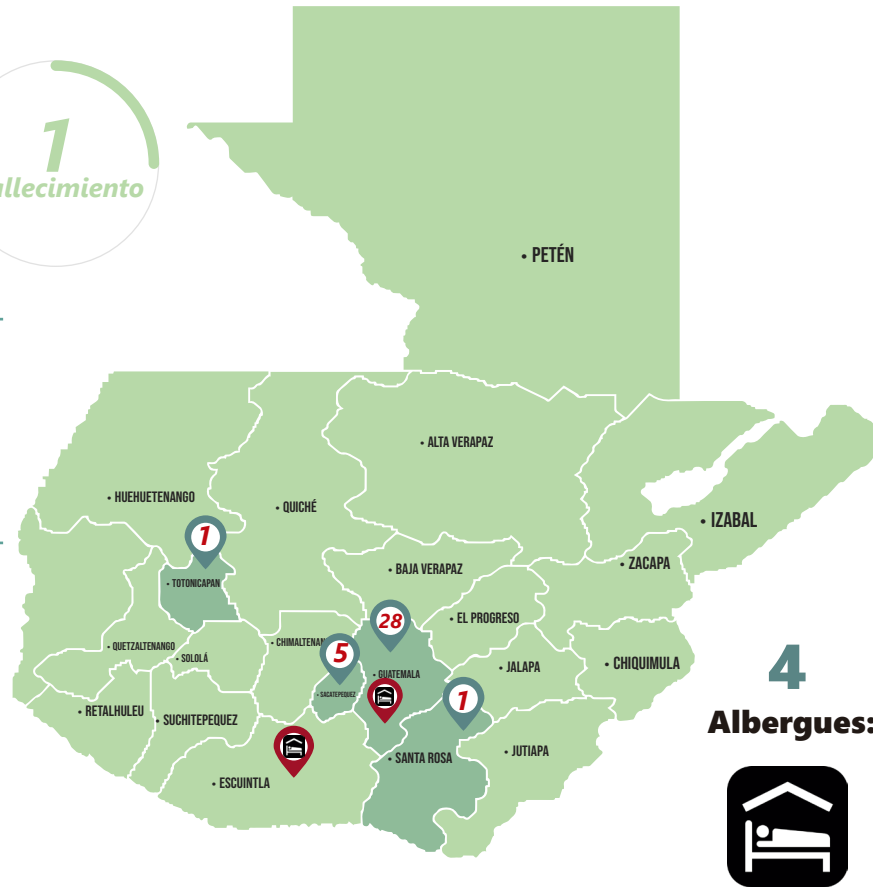 1
allecimiento
• PETÉN
• ALTA VERAPAZ
• HUEHUETENANGO
• QUICHÉ
• IZABAL
1
• TOTONICAPAN
• BAJA VERAPAZ
• ZACAPA
28
• EL PROGRESO
• QUETZALTENANGO
• SOLOLÁ
• CHIMALTENAN
5
• GUATEMALA
• JALAPA
• CHIQUIMULA
4
Albergues:
• SACATEPEQUEZ
1
• RETALHULEU
• SUCHITEPEQUEZ
• SANTA ROSA
• JUTIAPA
• ESCUINTLA